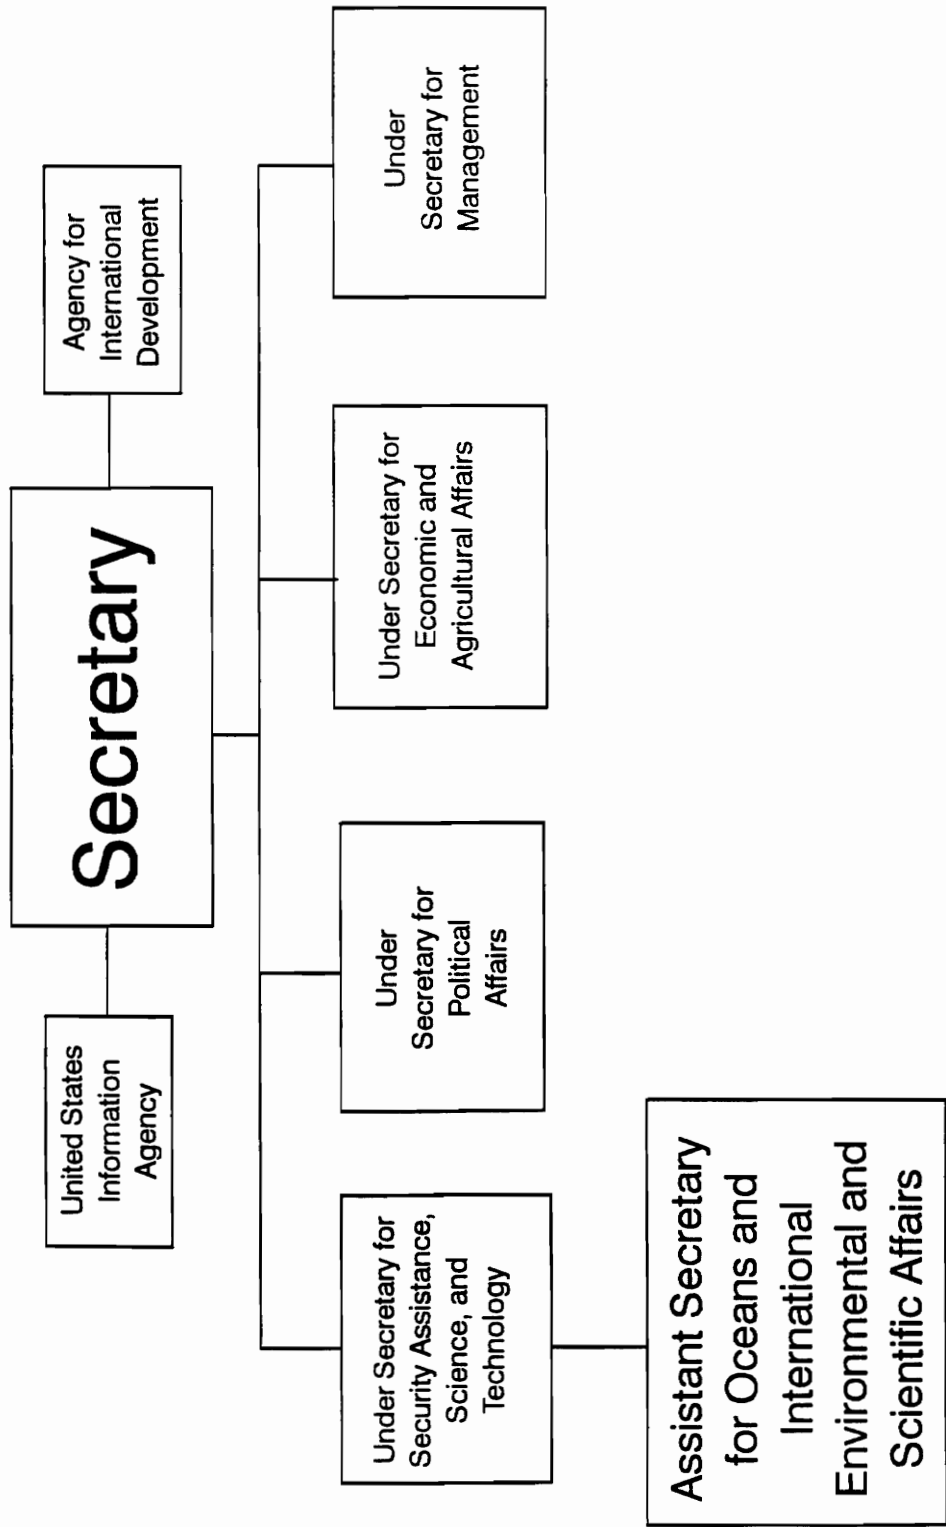 Secretary
United States
Information
Agency
Agency for
International
Development
Under Secretary for
Security Assistance,
Science, and
Technology
Under
Secretary for
Political
Affairs
Under Secretary for
Economic and
Agricultural Affairs
Under
Secretary for
Management
Assistant Secretary
for Oceans and
International
Environmental and
Scientific Affairs